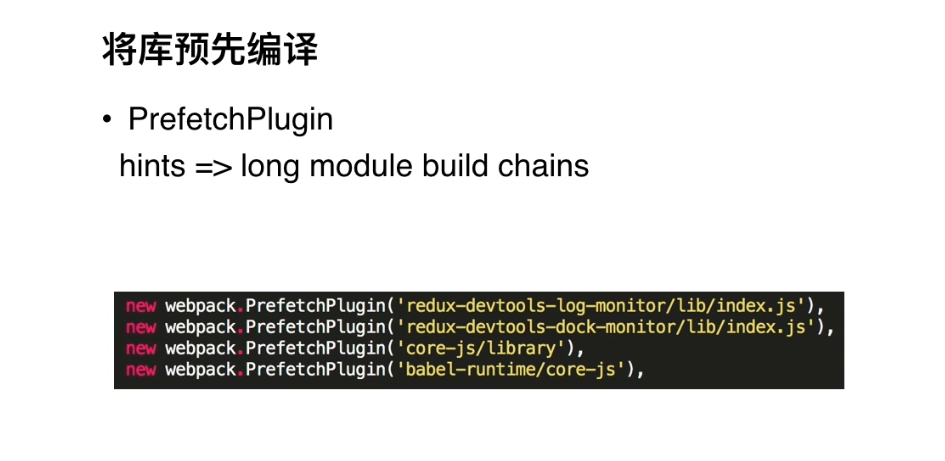 将库预先编译
• PrefetchPlugin
hints => long module build chains
new webpack.PrefetchPlugin('redux-devtools-log-monitor/lib/index.js'),
new webpack.PrefetchPlugin('redux-devtools-dock-monitor/lib/index.js'),
new webpack.PrefetchPlugin('core-js/library'),
new webpack.PrefetchPlugin('babel-runtime/core-js'),